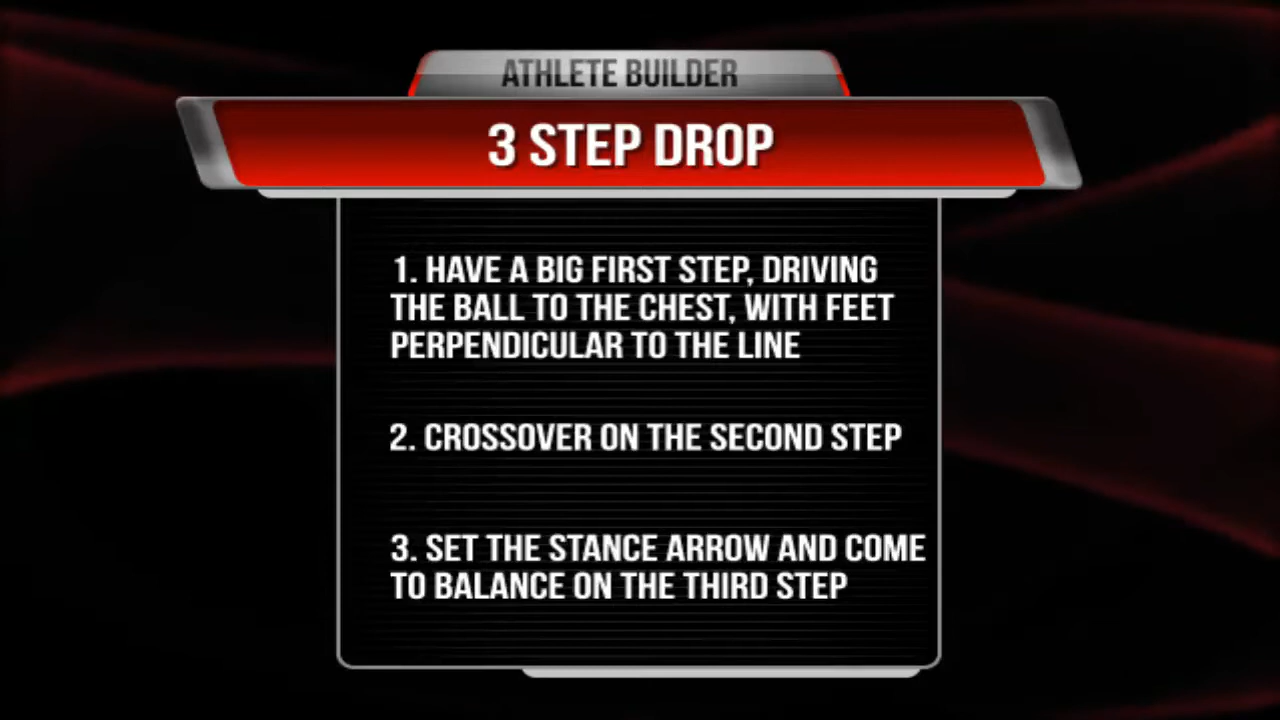 ATHLETE BUILDER
3 STEP DROP
1. HAVE A BIG FIRST STEP, DRIVING
THE BALL TO THE CHEST, WITH FEET
PERPENDICULAR TO THE LINE
2. CROSSOVER ON THE SECOND STEP
3. SET THE STANCE ARROW AND COME
TO BALANCE ON THE THIRD STEP